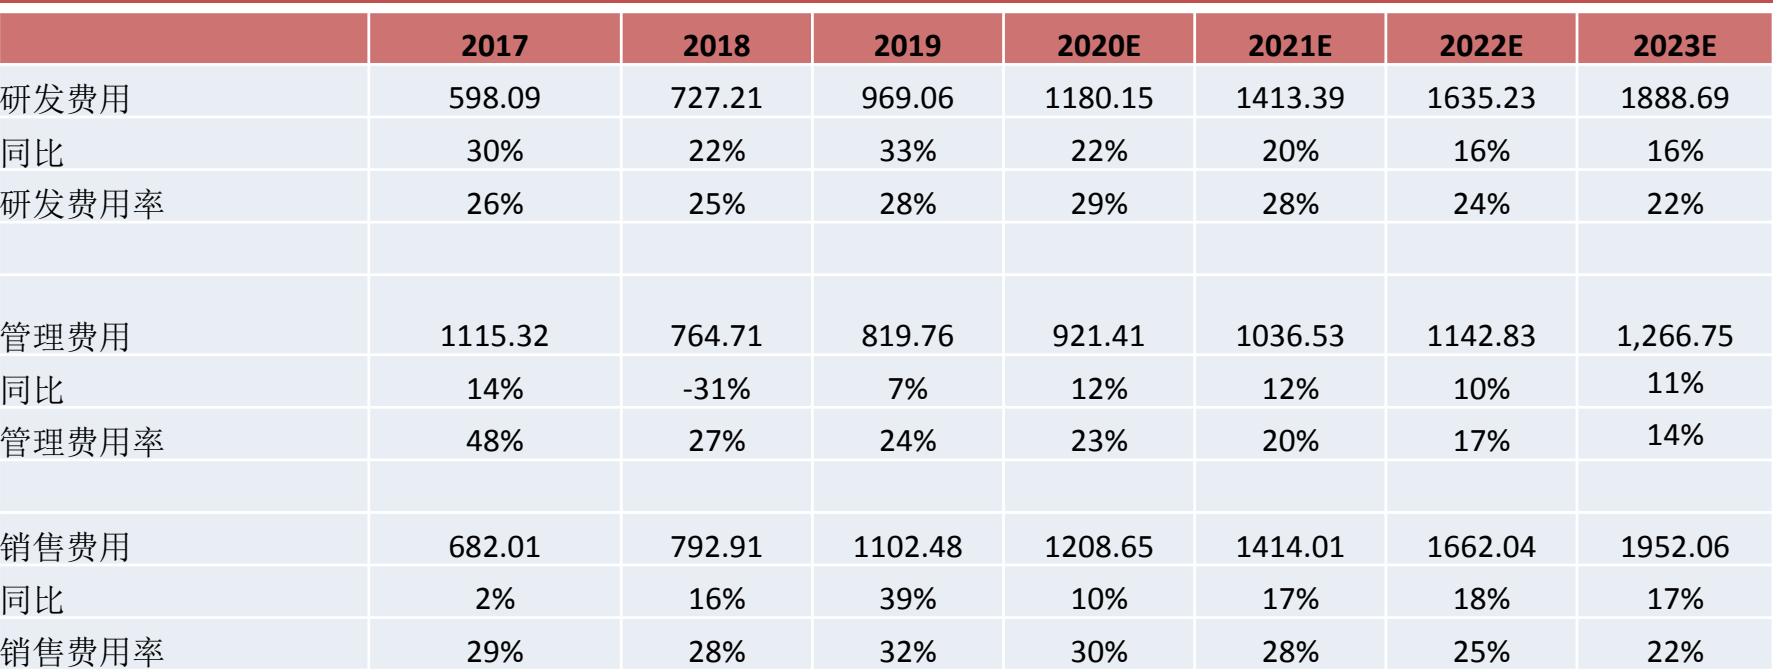 2017 2018 2019 2020E 2021E 2022E 2023E
研发费用 598.09 727.21 969.06 1180.15 1413.39 1635.23 1888.69
同比 30% 22% 33% 22% 20% 16% 16%
研发费用率 26% 25% 28% 29% 28% 24% 22%
管理费用 1115.32 764.71 819.76 921.41 1036.53 1142.83 1,266.75
同比 14% -31% 7% 12% 12% 10% 11%
管理费用率 48% 27% 24% 23% 20% 17% 14%
销售费用 682.01 792.91 1102.48 1208.65 1414.01 1662.04 1952.06
同比 2% 16% 39% 10% 17% 18% 17%
销售费用率 29% 28% 32% 30% 28% 25% 22%